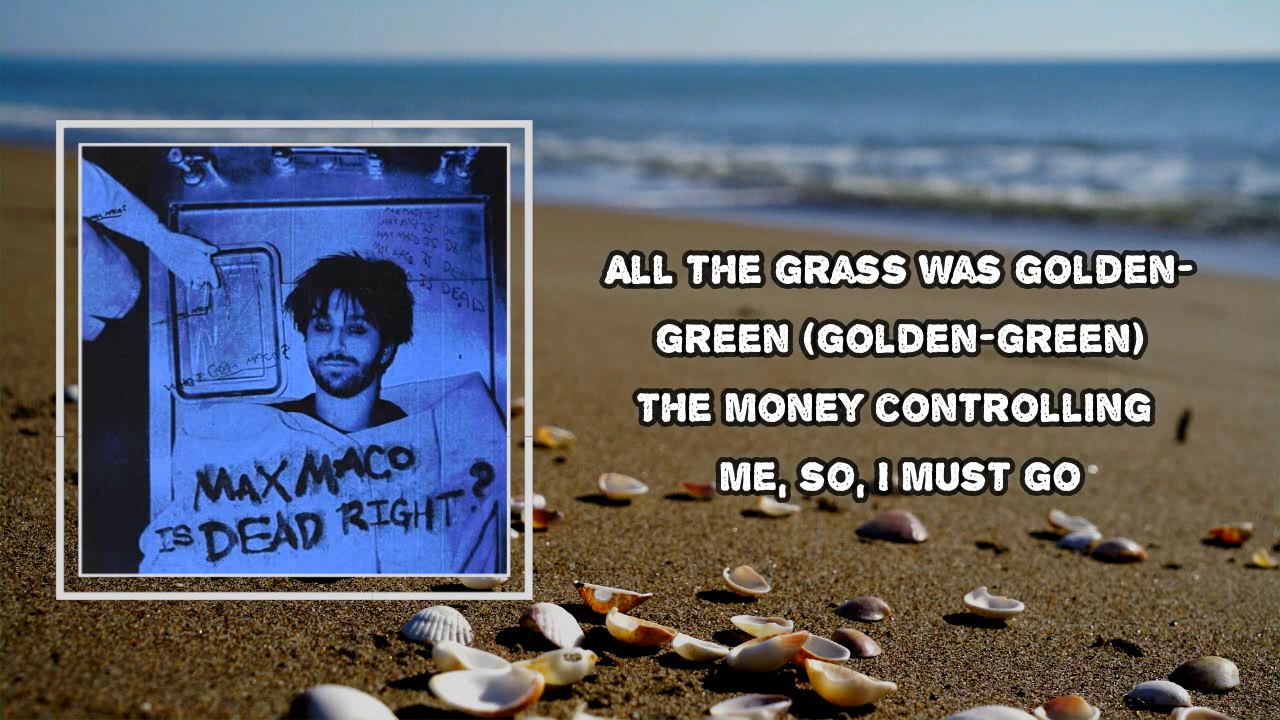 MAX MACO
IS DEAD RIGHT?
ALL THE GRASS WAS GOLDEN-
GREEN (GOLDEN-GREEN)
THE MONEY CONTROLLING
ME, SO, I MUST GO